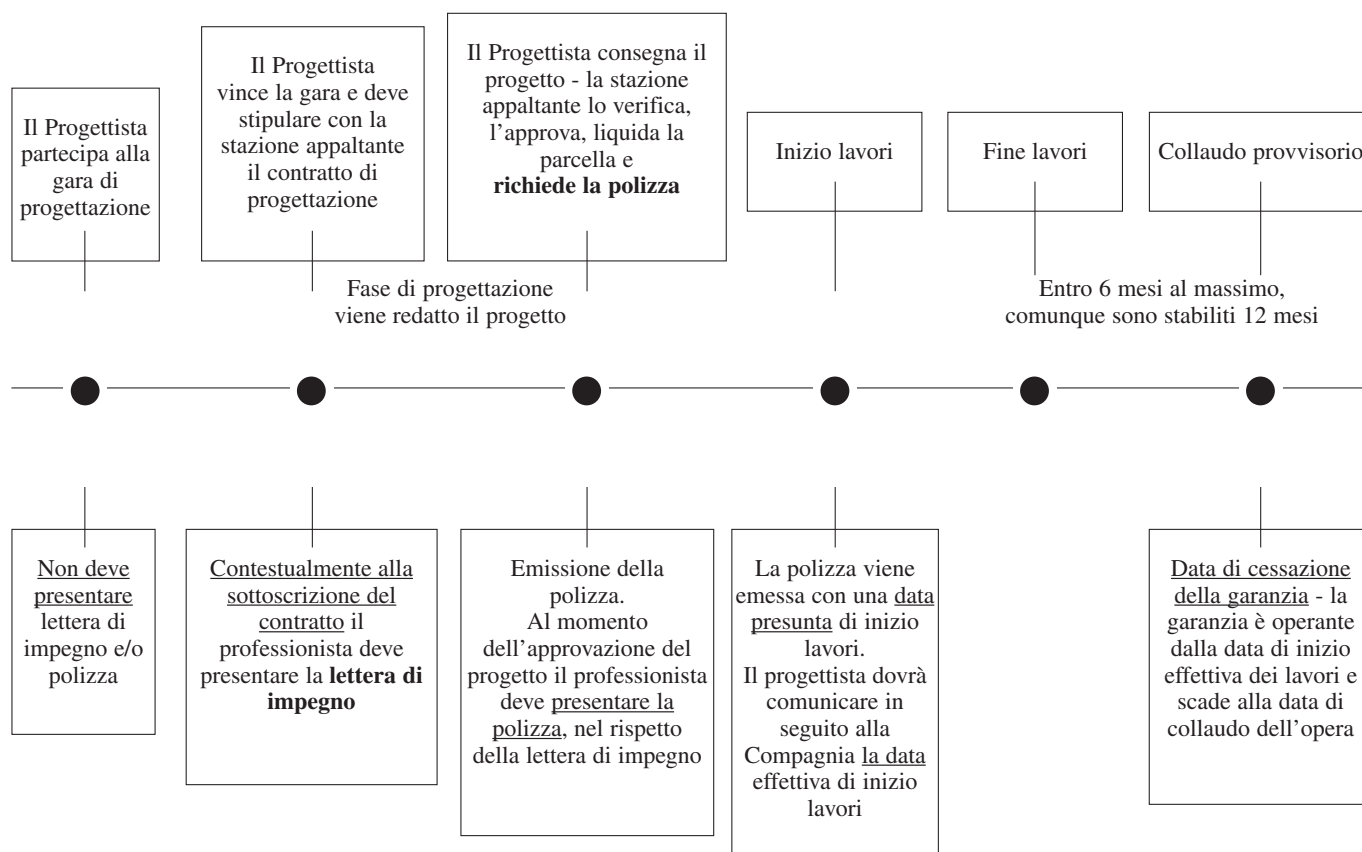 Il Progettista
partecipa alla
gara di
progettazione
Il Progettista
vince la gara e deve
stipulare con la
stazione appaltante
il contratto di
progettazione
Il Progettista consegna il
progetto - la stazione
appaltante lo verifica,
l’approva, liquida la
parcella e
richiede la polizza
Inizio lavori
Fine lavori
Collaudo provvisorio
Fase di progettazione
viene redatto il progetto
Entro 6 mesi al massimo,
comunque sono stabiliti 12 mesi
Non deve
presentare
lettera di
impegno e/o
polizza
Contestualmente alla
sottoscrizione del
contratto il
professionista deve
presentare la lettera di
impegno
Emissione della
polizza.
Al momento
dell’approvazione del
progetto il professionista
deve presentare la
polizza, nel rispetto
della lettera di impegno
La polizza viene
emessa con una data
presunta di inizio
lavori.
Il progettista dovrà
comunicare in
seguito alla
Compagnia la data
effettiva di inizio
lavori
Data di cessazione
della garanzia - la
garanzia è operante
dalla data di inizio
effettiva dei lavori e
scade alla data di
collaudo dell’opera